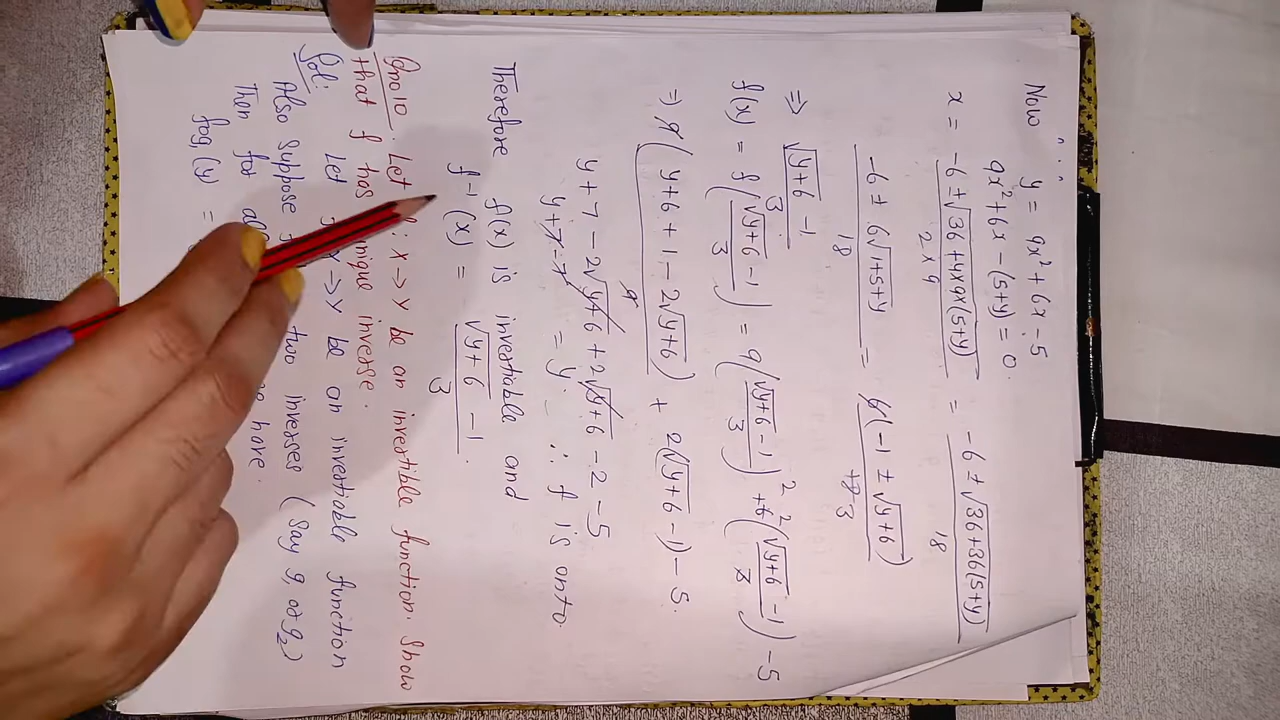 Now y = 9x² + 6x - 5
9x² + 6x - (5+y) = 0.
x = -6 ± √36 + 4×9×(5+y) / 2×9 = -6 ± √36+36(5+y) / 18
-6 ± 6√1+5+y / 18 = 6(-1 ± √y+6) / 18 3
⇒ √y+6 - 1 / 3
f(x) = f(√y+6 - 1 / 3) = 9(√y+6 - 1 / 3)² + 6 2(√y+6 - 1 / 3) - 5
⇒ 9(y+6+1-2√y+6 / 9) + 2√y+6 - 1) - 5.
y+7-2√y+6 + 2√y+6 - 2 - 5
y+7-7 = y. ∴ f is onto.
Therefore f(x) is invertiable and
f⁻¹(x) = √y+6 - 1 / 3.
Qno 10. Let : x → y be an invertible function. Show
that f has unique inverse.
Sol: Let x → y be an invertiable function
Also suppose two inverses (say g, or g₂)
Then for have.
fog₁(y) =